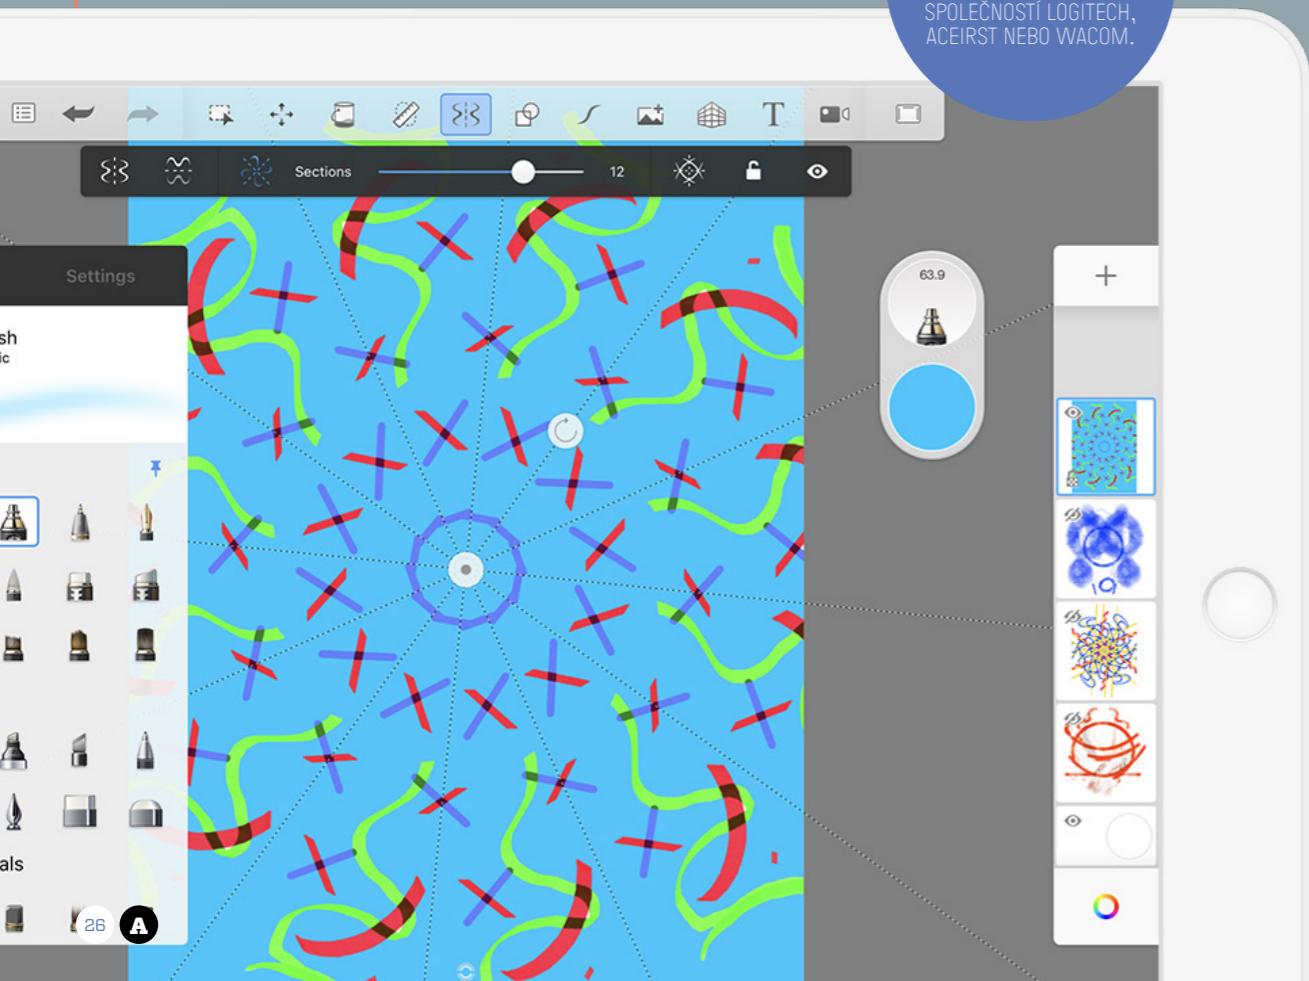 SPOLEČNOSTÍ LOGITECH,
ACEIRST NEBO WACOM.
T
Sections
12
Settings
sh
ic
63.9
als
26
A